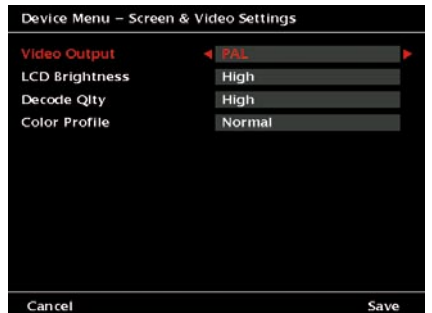 Device Menu – Screen & Video Settings
Video Output PAL
LCD Brightness High
Decode Qlty High
Color Profile Normal
Cancel Save